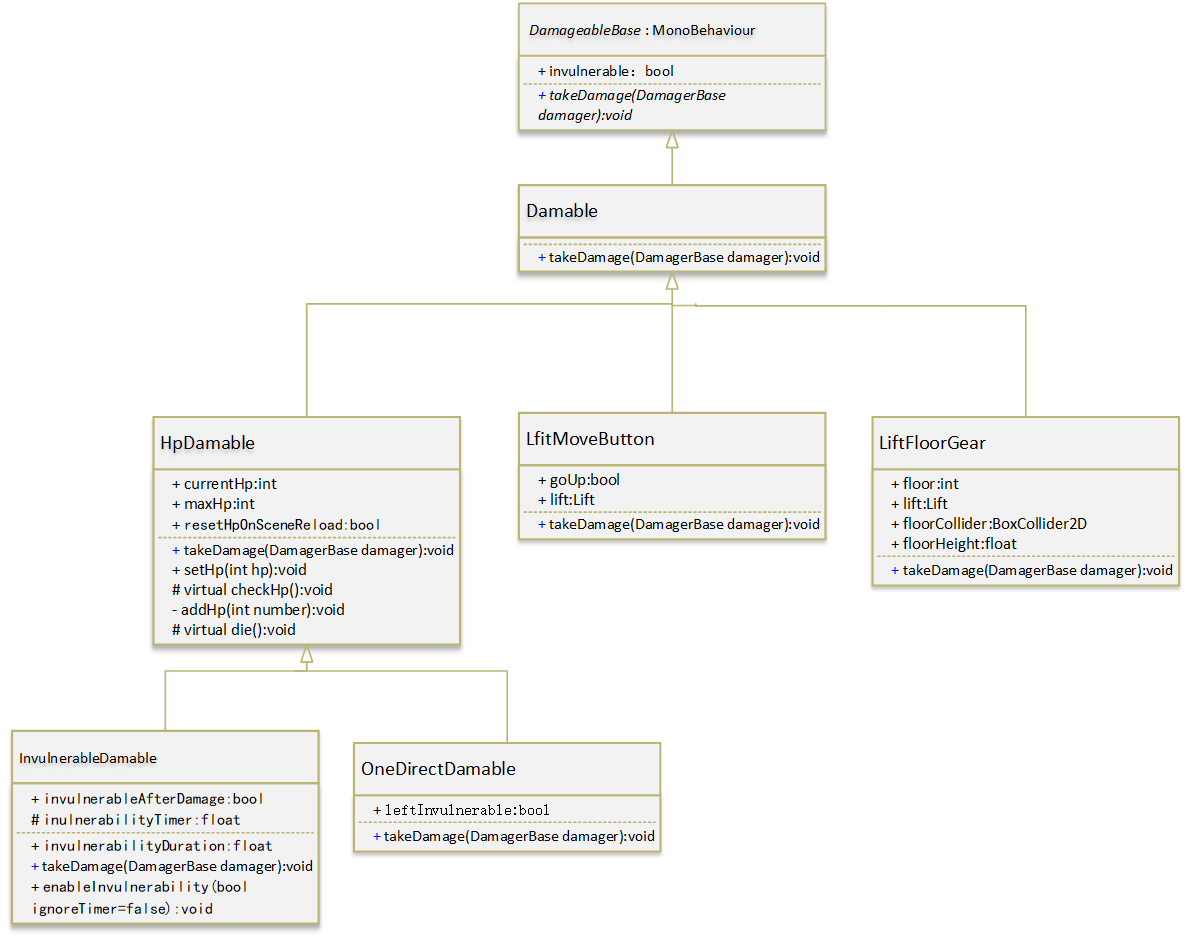 DamageableBase : MonoBehaviour
+ invulnerable：bool
+ takeDamage(DamagerBase
damager):void
Damable
+ takeDamage(DamagerBase damager):void
HpDamable
+ currentHp:int
+ maxHp:int
+ resetHpOnSceneReload:bool
+ takeDamage(DamagerBase damager):void
+ setHp(int hp):void
# virtual checkHp():void
- addHp(int number):void
# virtual die():void
LfitMoveButton
+ goUp:bool
+ lift:Lift
+ takeDamage(DamagerBase damager):void
LiftFloorGear
+ floor:int
+ lift:Lift
+ floorCollider:BoxCollider2D
+ floorHeight:float
+ takeDamage(DamagerBase damager):void
InvulnerableDamable
+ invulnerableAfterDamage:bool
# inulnerabilityTimer:float
+ invulnerabilityDuration:float
+ takeDamage(DamagerBase damager):void
+ enableInvulnerability(bool
ignoreTimer=false):void
OneDirectDamable
+ leftInvulnerable:bool
+ takeDamage(DamagerBase damager):void